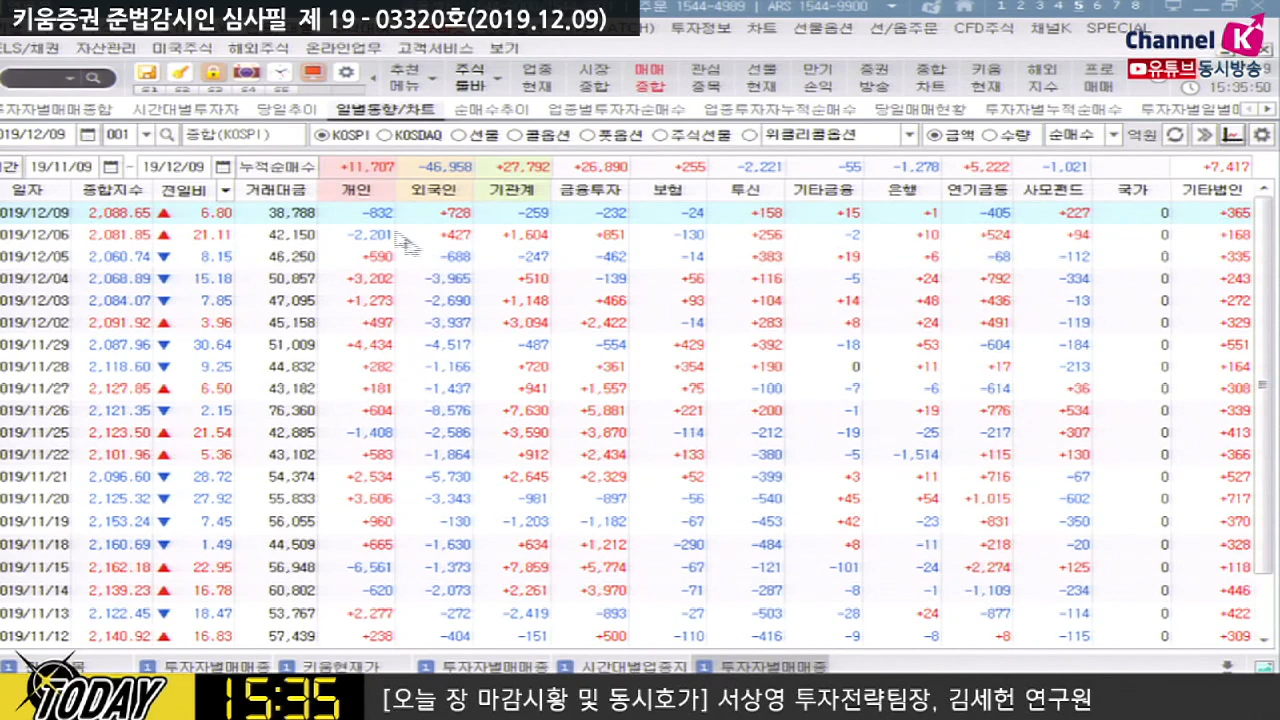 키움증권 준법감시인 심사필 제 19 - 03320호(2019.12.09)
1544-4989 | ARS 1544-9900 1 2 3 4 5 6 7 8
투자정보 차트 선물옵션 선/옵주문 CFD주식 채널K SPECIAL
Channel K
ELS/채권 자산관리 미국주식 해외주식 온라인업무 고객서비스 보기
유튜브 동시방송
추천메뉴 주식툴바 업종현재 시장종합 매매종합 관심종목 선물현재 만기손익 증권방송 종합차트 키움현재 해외지수 프로매매
15:35:50
투자자별매매종합 시간대별투자자 당일추이 일별동향/차트 순매수추이 업종별투자자순매수 업종투자자누적순매수 당일매매현황 투자자별누적순매수 투자자별일별
019/12/09 001 종합(KOSPI) KOSPI KOSDAQ 선물 콜옵션 풋옵션 주식선물 위클리콜옵션 금액 수량 순매수 억원
간 19/11/09 ~ 19/12/09 누적순매수 +11,707 -46,958 +27,792 +26,890 +255 -2,221 -55 -1,278 +5,222 -1,021 +7,417
일자 종합지수 전일비 거래대금 개인 외국인 기관계 금융투자 보험 투신 기타금융 은행 연기금등 사모펀드 국가 기타법인
019/12/09 2,088.65 ▲ 6.80 38,788 -832 +728 -259 -232 -24 +158 +15 +1 -405 +227 0 +365
019/12/06 2,081.85 ▲ 21.11 42,150 -2,201 +427 +1,604 +851 -130 +256 -2 +10 +524 +94 0 +168
019/12/05 2,060.74 ▼ 8.15 46,250 +590 -688 -247 -462 -14 +383 +19 +6 -68 -112 0 +335
019/12/04 2,068.89 ▼ 15.18 50,857 +3,202 -3,965 +510 -139 +56 +116 -5 +24 +792 -334 0 +243
019/12/03 2,084.07 ▼ 7.85 47,095 +1,273 -2,690 +1,148 +466 +93 +104 +14 +48 +436 -13 0 +272
019/12/02 2,091.92 ▲ 3.96 45,158 +497 -3,937 +3,094 +2,422 -14 +283 +8 +24 +491 -119 0 +329
019/11/29 2,087.96 ▼ 30.64 51,009 +4,434 -4,517 -487 -554 +429 +392 -18 +53 -604 -184 0 +551
019/11/28 2,118.60 ▼ 9.25 44,832 +282 -1,166 +720 +361 +354 +190 0 +11 +17 -213 0 +164
019/11/27 2,127.85 ▲ 6.50 43,182 +181 -1,437 +941 +1,557 +75 -100 -7 -6 -614 +36 0 +308
019/11/26 2,121.35 ▼ 2.15 76,360 +604 -8,576 +7,630 +5,881 +221 +200 -1 +19 +776 +534 0 +339
019/11/25 2,123.50 ▲ 21.54 42,885 -1,408 -2,586 +3,590 +3,870 -114 -212 -19 -25 -217 +307 0 +413
019/11/22 2,101.96 ▲ 5.36 43,102 +583 -1,864 +912 +2,434 +133 -380 -5 -1,514 +115 +130 0 +366
019/11/21 2,096.60 ▼ 28.72 54,374 +2,534 -5,730 +2,645 +2,329 +52 -399 +3 +11 +716 -67 0 +527
019/11/20 2,125.32 ▼ 27.92 55,833 +3,606 -3,343 -981 -897 -56 -540 +45 +54 +1,015 -602 0 +717
019/11/19 2,153.24 ▼ 7.45 56,055 +960 -130 -1,203 -1,182 -67 -453 +42 -23 +831 -350 0 +370
019/11/18 2,160.69 ▼ 1.49 44,509 +665 -1,630 +634 +1,212 -290 -484 +8 -11 +218 -20 0 +328
019/11/15 2,162.18 ▲ 22.95 56,948 -6,561 -1,373 +7,859 +5,774 -67 -121 -101 -24 +2,274 +125 0 +118
019/11/14 2,139.23 ▲ 16.78 60,802 -620 -2,073 +2,261 +3,970 -71 -287 -8 -1 -1,109 -234 0 +446
019/11/13 2,122.45 ▼ 18.47 53,767 +2,277 -272 -2,419 -893 -27 -503 -28 +24 -877 -114 0 +422
019/11/12 2,140.92 ▲ 16.83 57,439 +238 -404 -151 +500 -110 -416 -9 -8 +8 -115 0 +309
1 1 투자자별매매종 1 키움현재가 1 투자자별매매종 1 시간대별업종지 1 투자자별매매종
TODAY 15:35 [오늘 장 마감시황 및 동시호가] 서상영 투자전략팀장, 김세헌 연구원